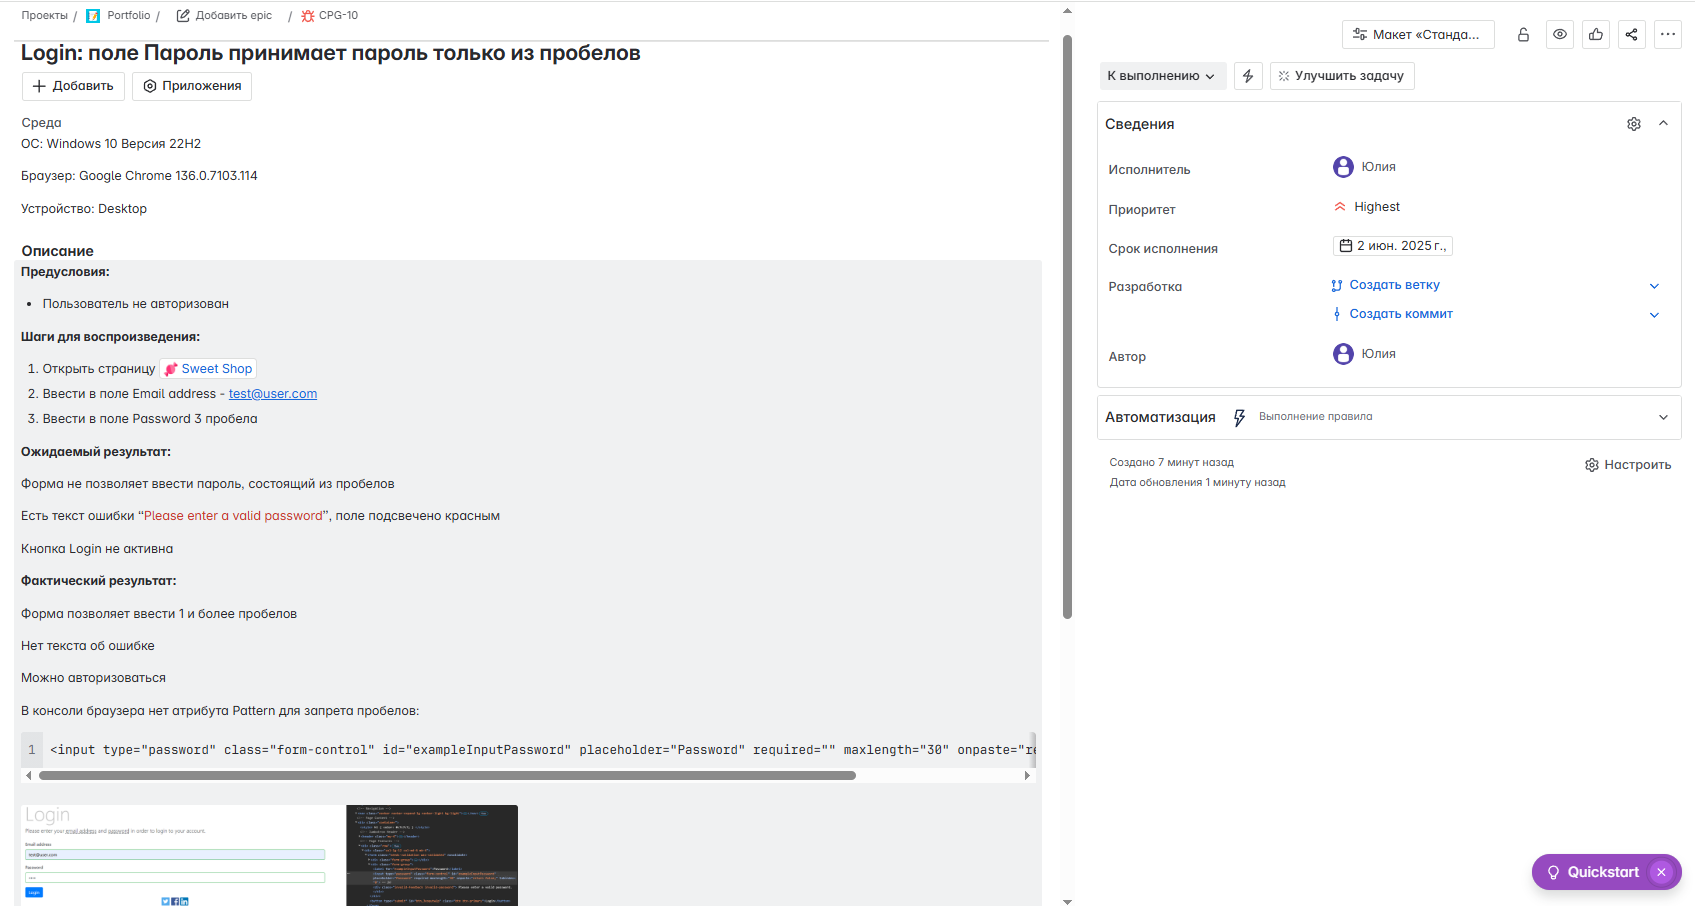 Проекты / Portfolio / Добавить epic / CPG-10
Login: поле Пароль принимает пароль только из пробелов
Добавить Приложения
Среда
ОС: Windows 10 Версия 22H2
Браузер: Google Chrome 136.0.7103.114
Устройство: Desktop
Описание
Предусловия:
• Пользователь не авторизован
Шаги для воспроизведения:
1. Открыть страницу Sweet Shop
2. Ввести в поле Email address - test@user.com
3. Ввести в поле Password 3 пробела
Ожидаемый результат:
Форма не позволяет ввести пароль, состоящий из пробелов
Есть текст ошибки “Please enter a valid password”, поле подсвечено красным
Кнопка Login не активна
Фактический результат:
Форма позволяет ввести 1 и более пробелов
Нет текста об ошибке
Можно авторизоваться
В консоли браузера нет атрибута Pattern для запрета пробелов:
1 <input type="password" class="form-control" id="exampleInputPassword" placeholder="Password" required="" maxlength="30" onpaste="re
Login
Please enter your email address and password in order to login to your account.
Email address
test@user.com
Password
Login
Макет «Станда...
К выполнению
Улучшить задачу
Сведения
Исполнитель Юлия
Приоритет Highest
Срок исполнения 2 июн. 2025 г.,
Разработка Создать ветку
Создать коммит
Автор Юлия
Автоматизация Выполнение правила
Создано 7 минут назад
Настроить
Дата обновления 1 минуту назад
Quickstart